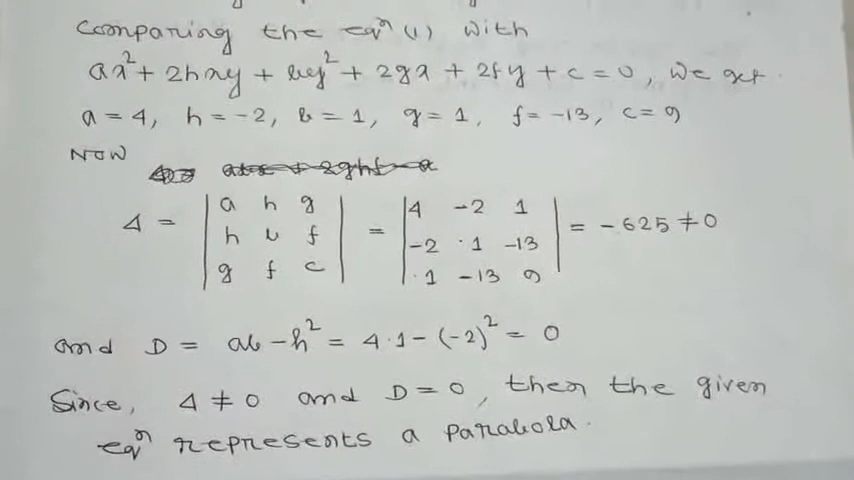 Comparing the eqⁿ (1) with
ax² + 2hxy + by² + 2gx + 2fy + c = 0, we get
a = 4, h = -2, b = 1, g = 1, f = -13, c = 9
Now
Δ = | a h g | = | 4 -2 1 | = -625 ≠ 0
| h b f | | -2 1 -13 |
| g f c | | 1 -13 9 |
and D = ab - h² = 4·1 - (-2)² = 0
Since, Δ ≠ 0 and D = 0, then the given
eqⁿ represents a parabola.